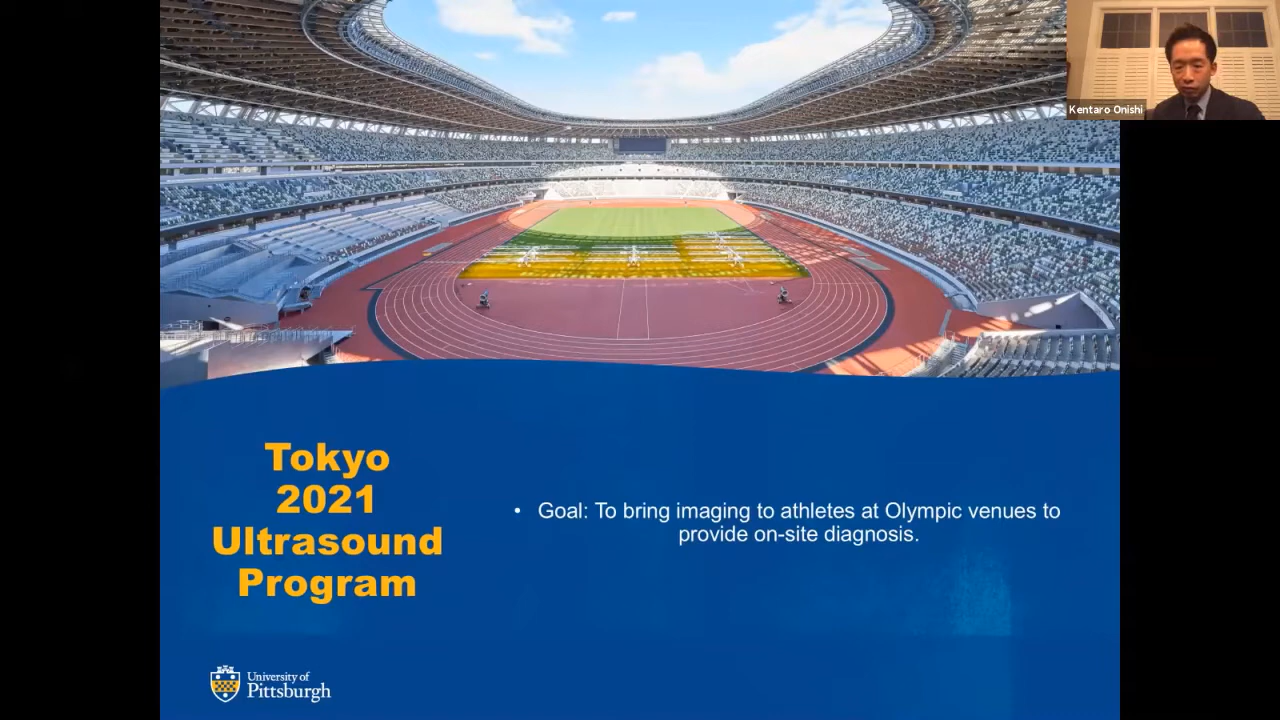 Kentaro Onishi
Tokyo
2021
Ultrasound
Program
• Goal: To bring imaging to athletes at Olympic venues to
provide on-site diagnosis.
University of
Pittsburgh